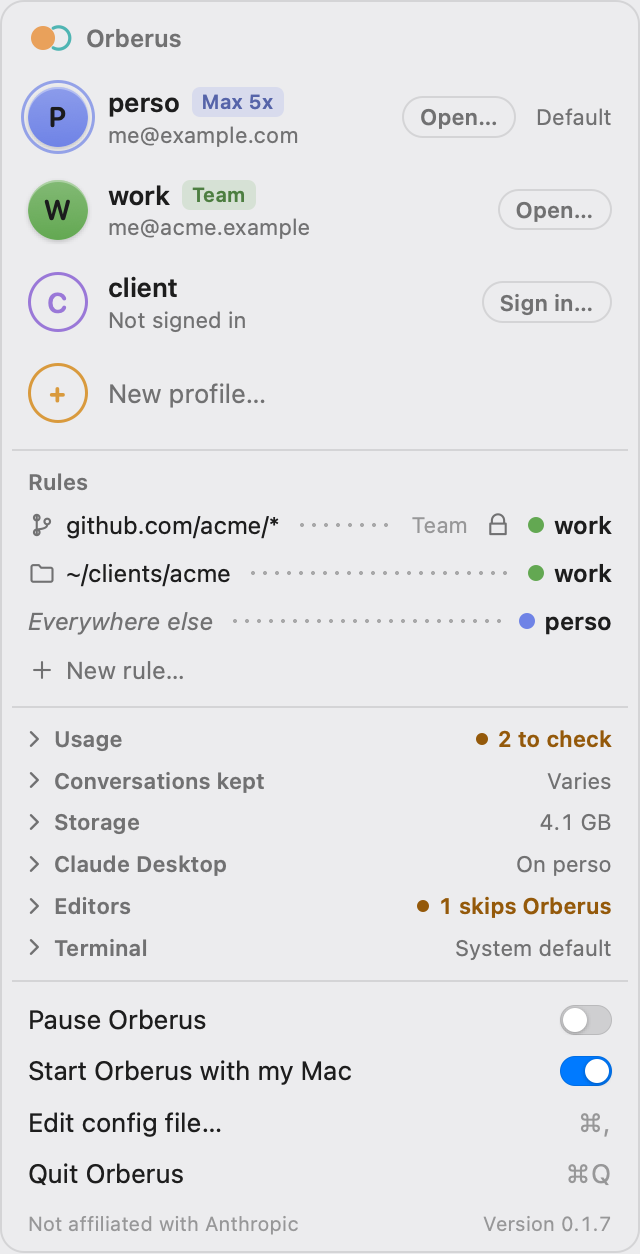 Orberus
P
perso Max 5x
me@example.com
Open... Default
W
work Team
me@acme.example
Open...
C
client
Not signed in
Sign in...
+ New profile...
Rules
github.com/acme/* Team work
~/clients/acme work
Everywhere else perso
+ New rule...
Usage 2 to check
Conversations kept Varies
Storage 4.1 GB
Claude Desktop On perso
Editors 1 skips Orberus
Terminal System default
Pause Orberus
Start Orberus with my Mac
Edit config file... ⌘,
Quit Orberus ⌘Q
Not affiliated with Anthropic Version 0.1.7